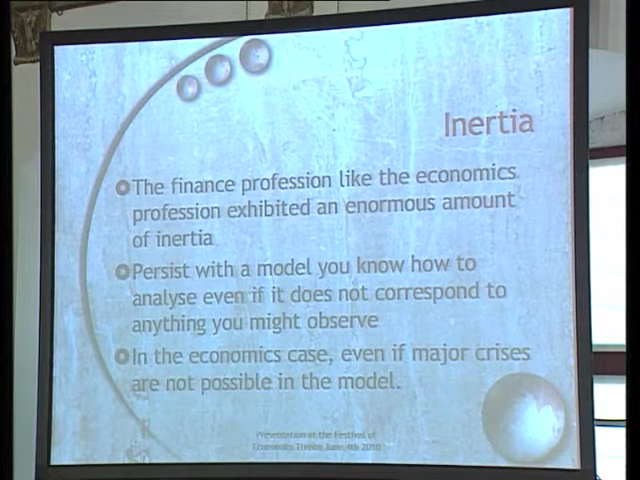 Inertia
The finance profession like the economics
profession exhibited an enormous amount
of inertia
Persist with a model you know how to
analyse even if it does not correspond to
anything you might observe
In the economics case, even if major crises
are not possible in the model.
Presentation at the Festival of
Economics Trento June 4th 2010